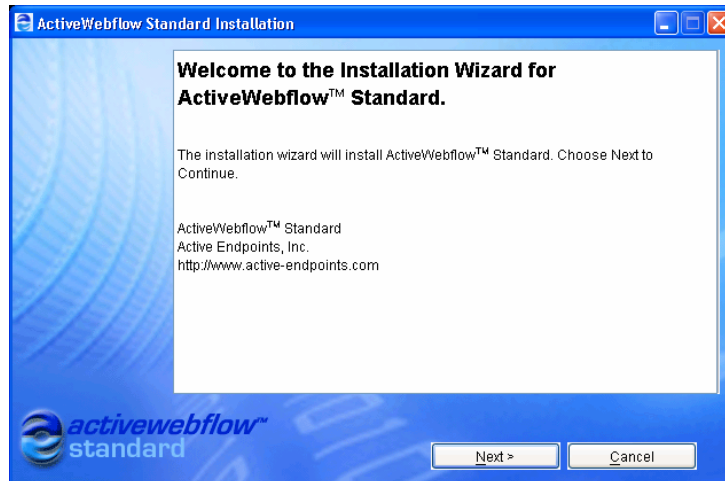 ActiveWebflow Standard Installation
Welcome to the Installation Wizard for
ActiveWebflow™ Standard.
The installation wizard will install ActiveWebflow™ Standard. Choose Next to
Continue.
ActiveWebflow™ Standard
Active Endpoints, Inc.
http://www.active-endpoints.com
activewebflow™
standard
Next >
Cancel